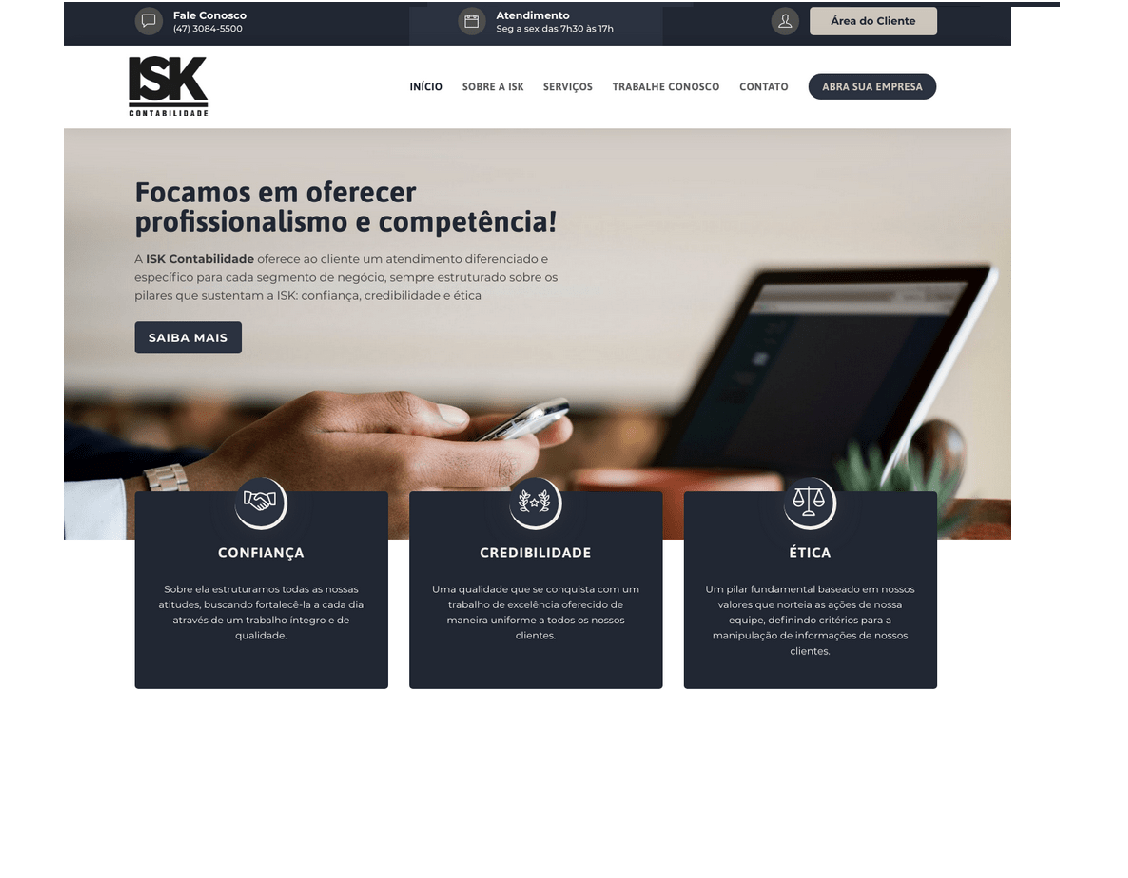 Fale Conosco
(47) 3084-5500
Atendimento
Seg a sex das 7h30 às 17h
Área do Cliente
ISK
CONTABILIDADE
INÍCIO SOBRE A ISK SERVIÇOS TRABALHE CONOSCO CONTATO ABRA SUA EMPRESA
Focamos em oferecer
profissionalismo e competência!
A ISK Contabilidade oferece ao cliente um atendimento diferenciado e
específico para cada segmento de negócio, sempre estruturado sobre os
pilares que sustentam a ISK: confiança, credibilidade e ética
SAIBA MAIS
CONFIANÇA
Sobre ela estruturamos todas as nossas
atitudes, buscando fortalecê-la a cada dia
através de um trabalho íntegro e de
qualidade.
CREDIBILIDADE
Uma qualidade que se conquista com um
trabalho de excelência oferecido de
maneira uniforme a todos os nossos
clientes.
ÉTICA
Um pilar fundamental baseado em nossos
valores que norteia as ações de nossa
equipe, definindo critérios para a
manipulação de informações de nossos
clientes.